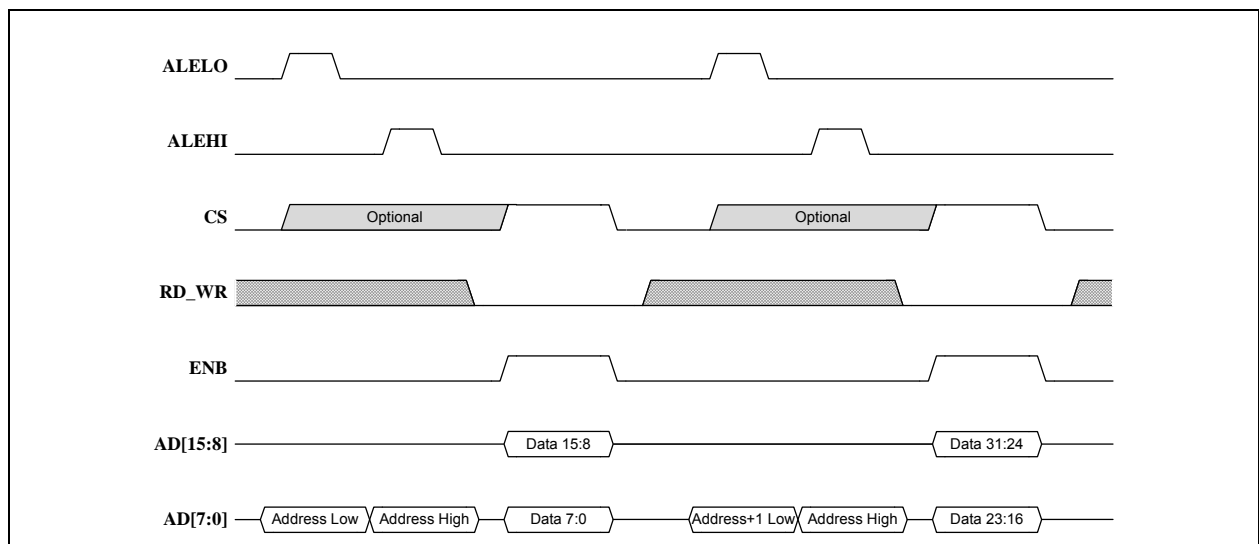 ALELO
ALEHI
CS
Optional
Optional
RD_WR
ENB
AD[15:8]
Data 15:8
Data 31:24
AD[7:0]
Address Low
Address High
Data 7:0
Address+1 Low
Address High
Data 23:16